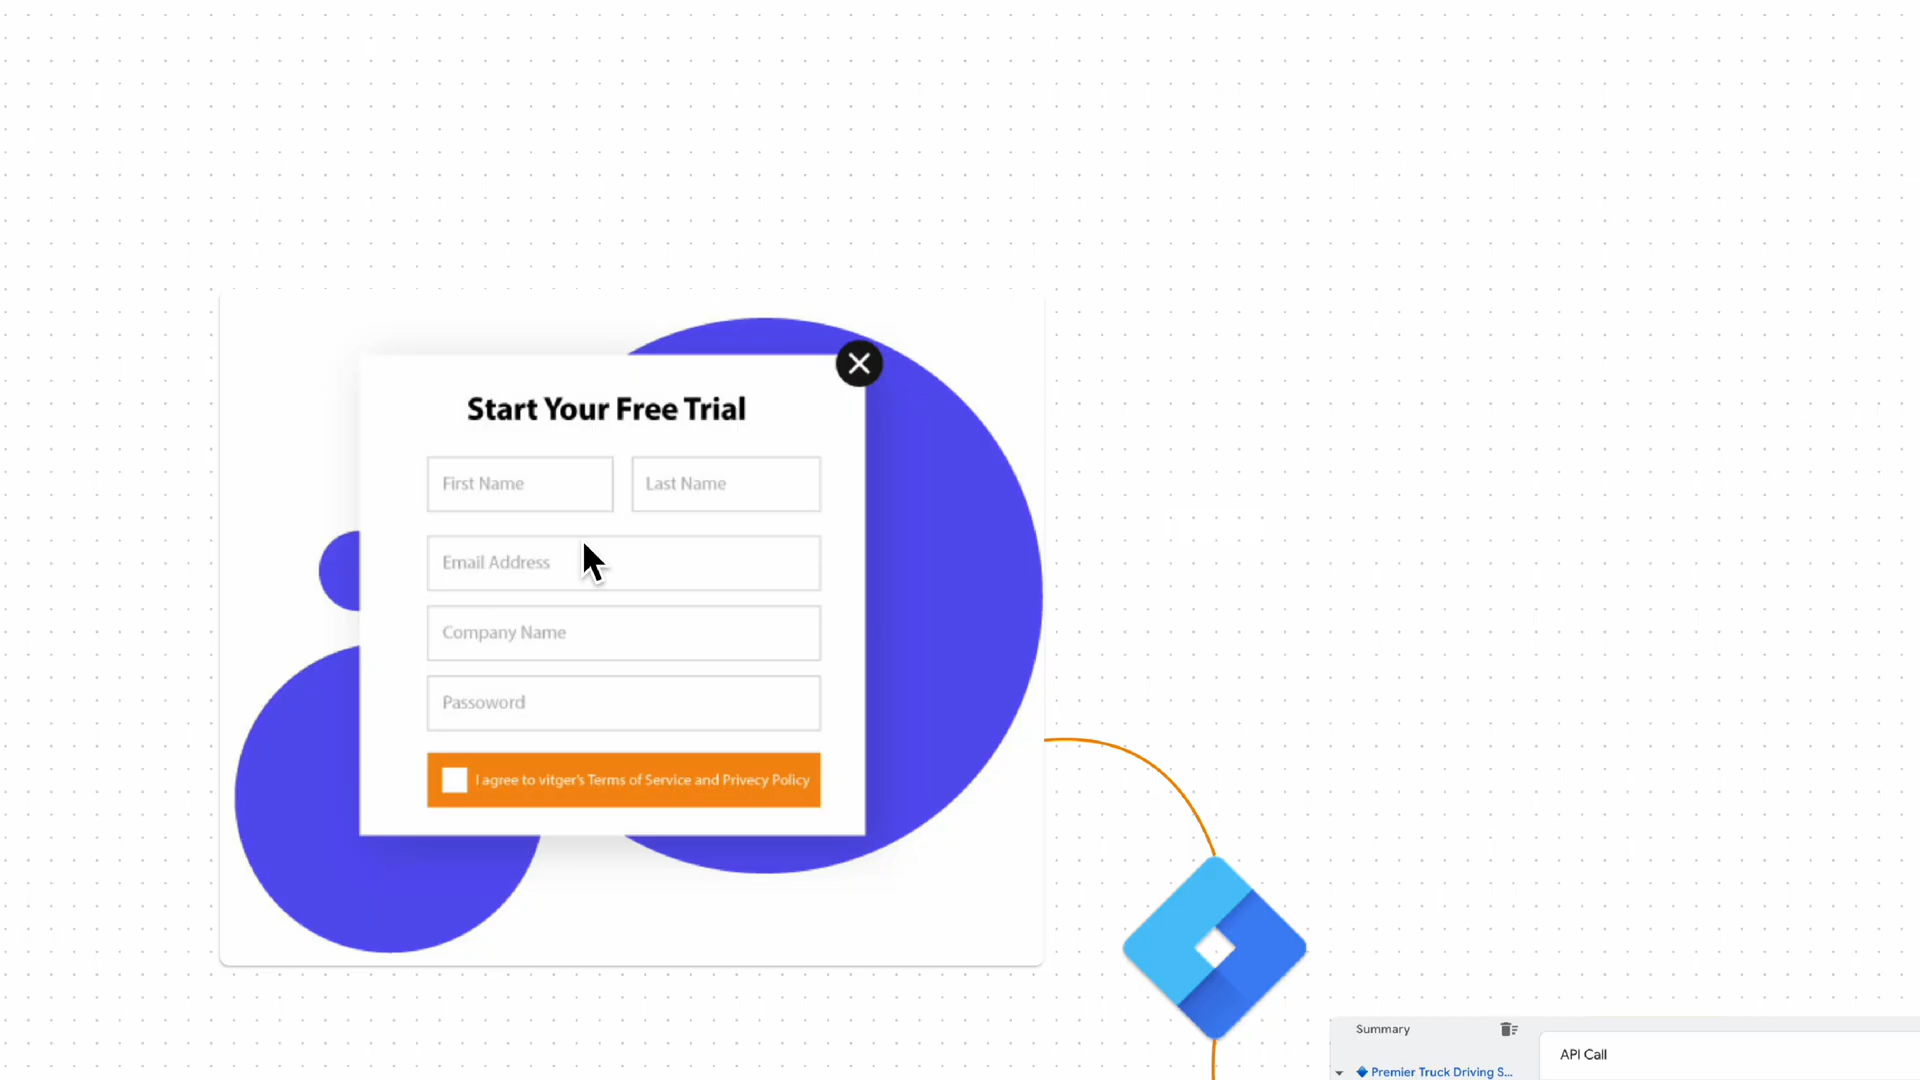 Start Your Free Trial
First Name
Last Name
Email Address
Company Name
Passoword
I agree to vitger's Terms of Service and Privecy Policy
Summary
API Call
Premier Truck Driving S...